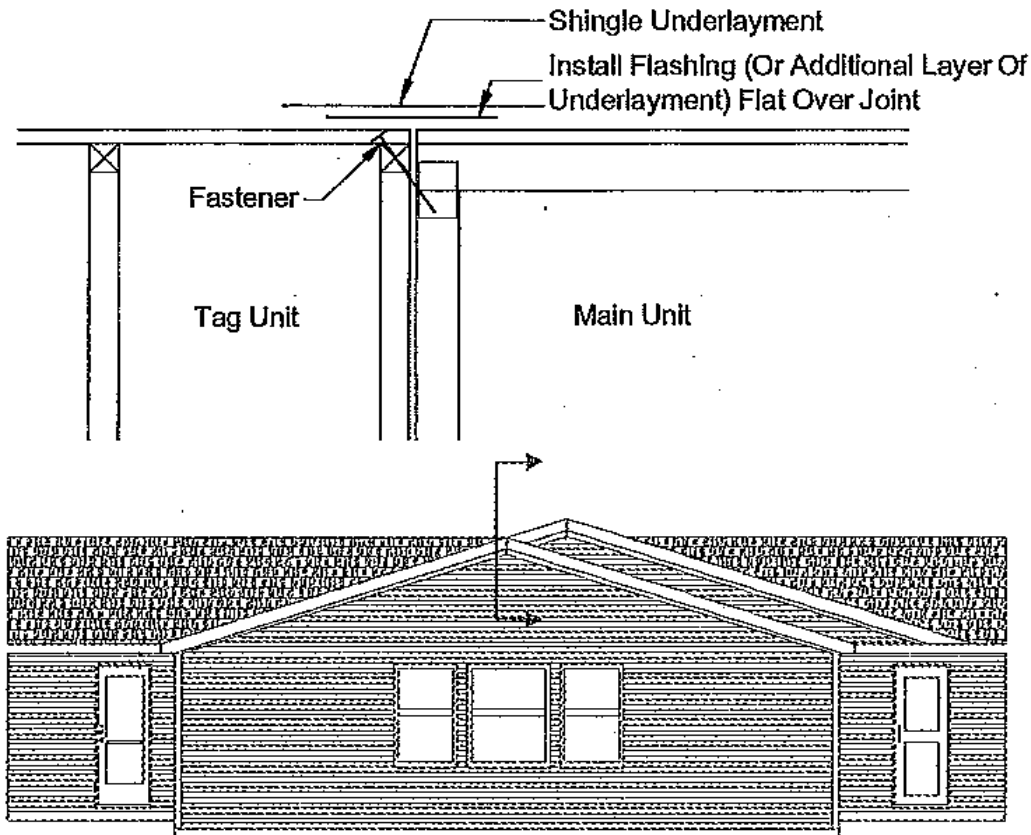 Shingle Underlayment
Install Flashing (Or Additional Layer Of
Underlayment) Flat Over Joint
Fastener
Tag Unit
Main Unit